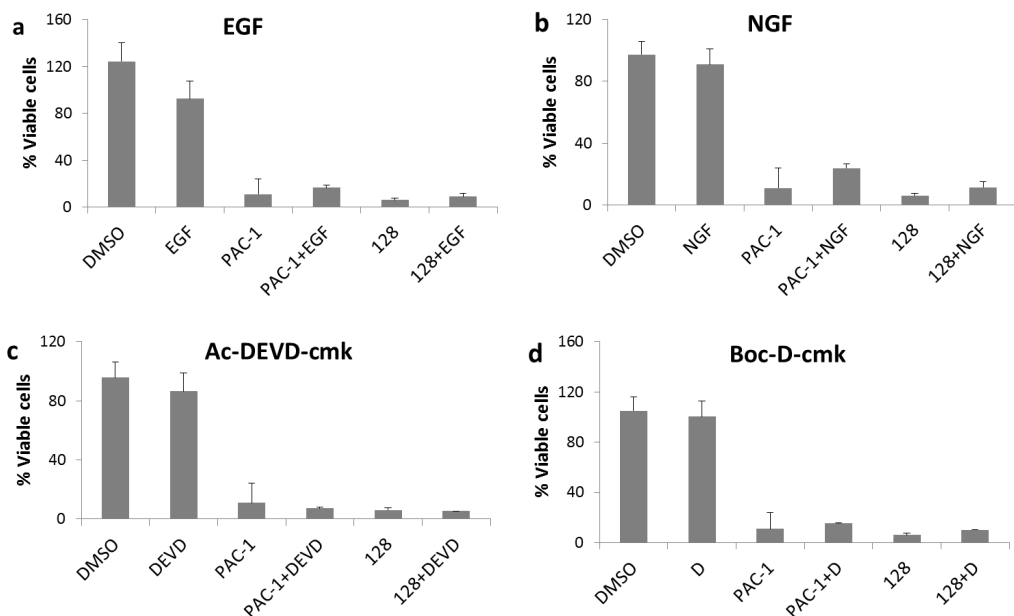 a
EGF
% Viable cells
160
120
80
40
0
DMSO
EGF
PAC-1
PAC-1+EGF
128
128+EGF
b
NGF
% Viable cells
120
80
40
0
DMSO
NGF
PAC-1
PAC-1+NGF
128
128+NGF
c
Ac-DEVD-cmk
% Viable cells
120
80
40
0
DMSO
DEVD
PAC-1
PAC-1+DEVD
128
128+DEVD
d
Boc-D-cmk
% Viable cells
160
120
80
40
0
DMSO
D
PAC-1
PAC-1+D
128
128+D